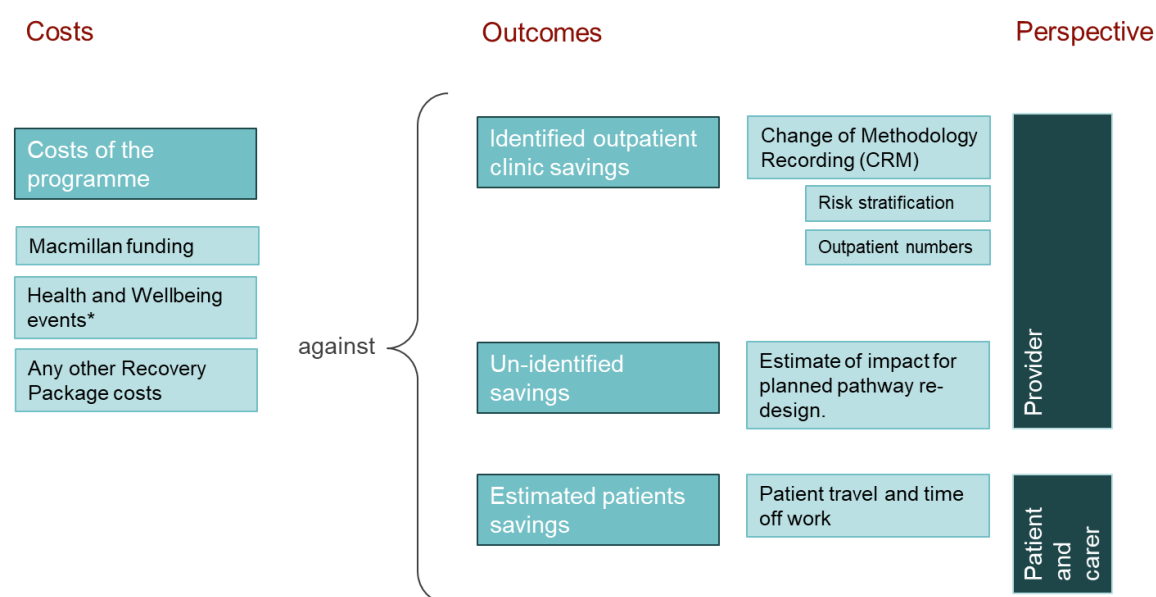 Costs
Outcomes
Perspective
Costs of the
programme
Macmillan funding
Health and Wellbeing
events*
Any other Recovery
Package costs
against
Identified outpatient
clinic savings
Change of Methodology
Recording (CRM)
Risk stratification
Outpatient numbers
Un-identified
savings
Estimate of impact for
planned pathway re-
design.
Provider
Estimated patients
savings
Patient travel and time
off work
Patient
and
carer